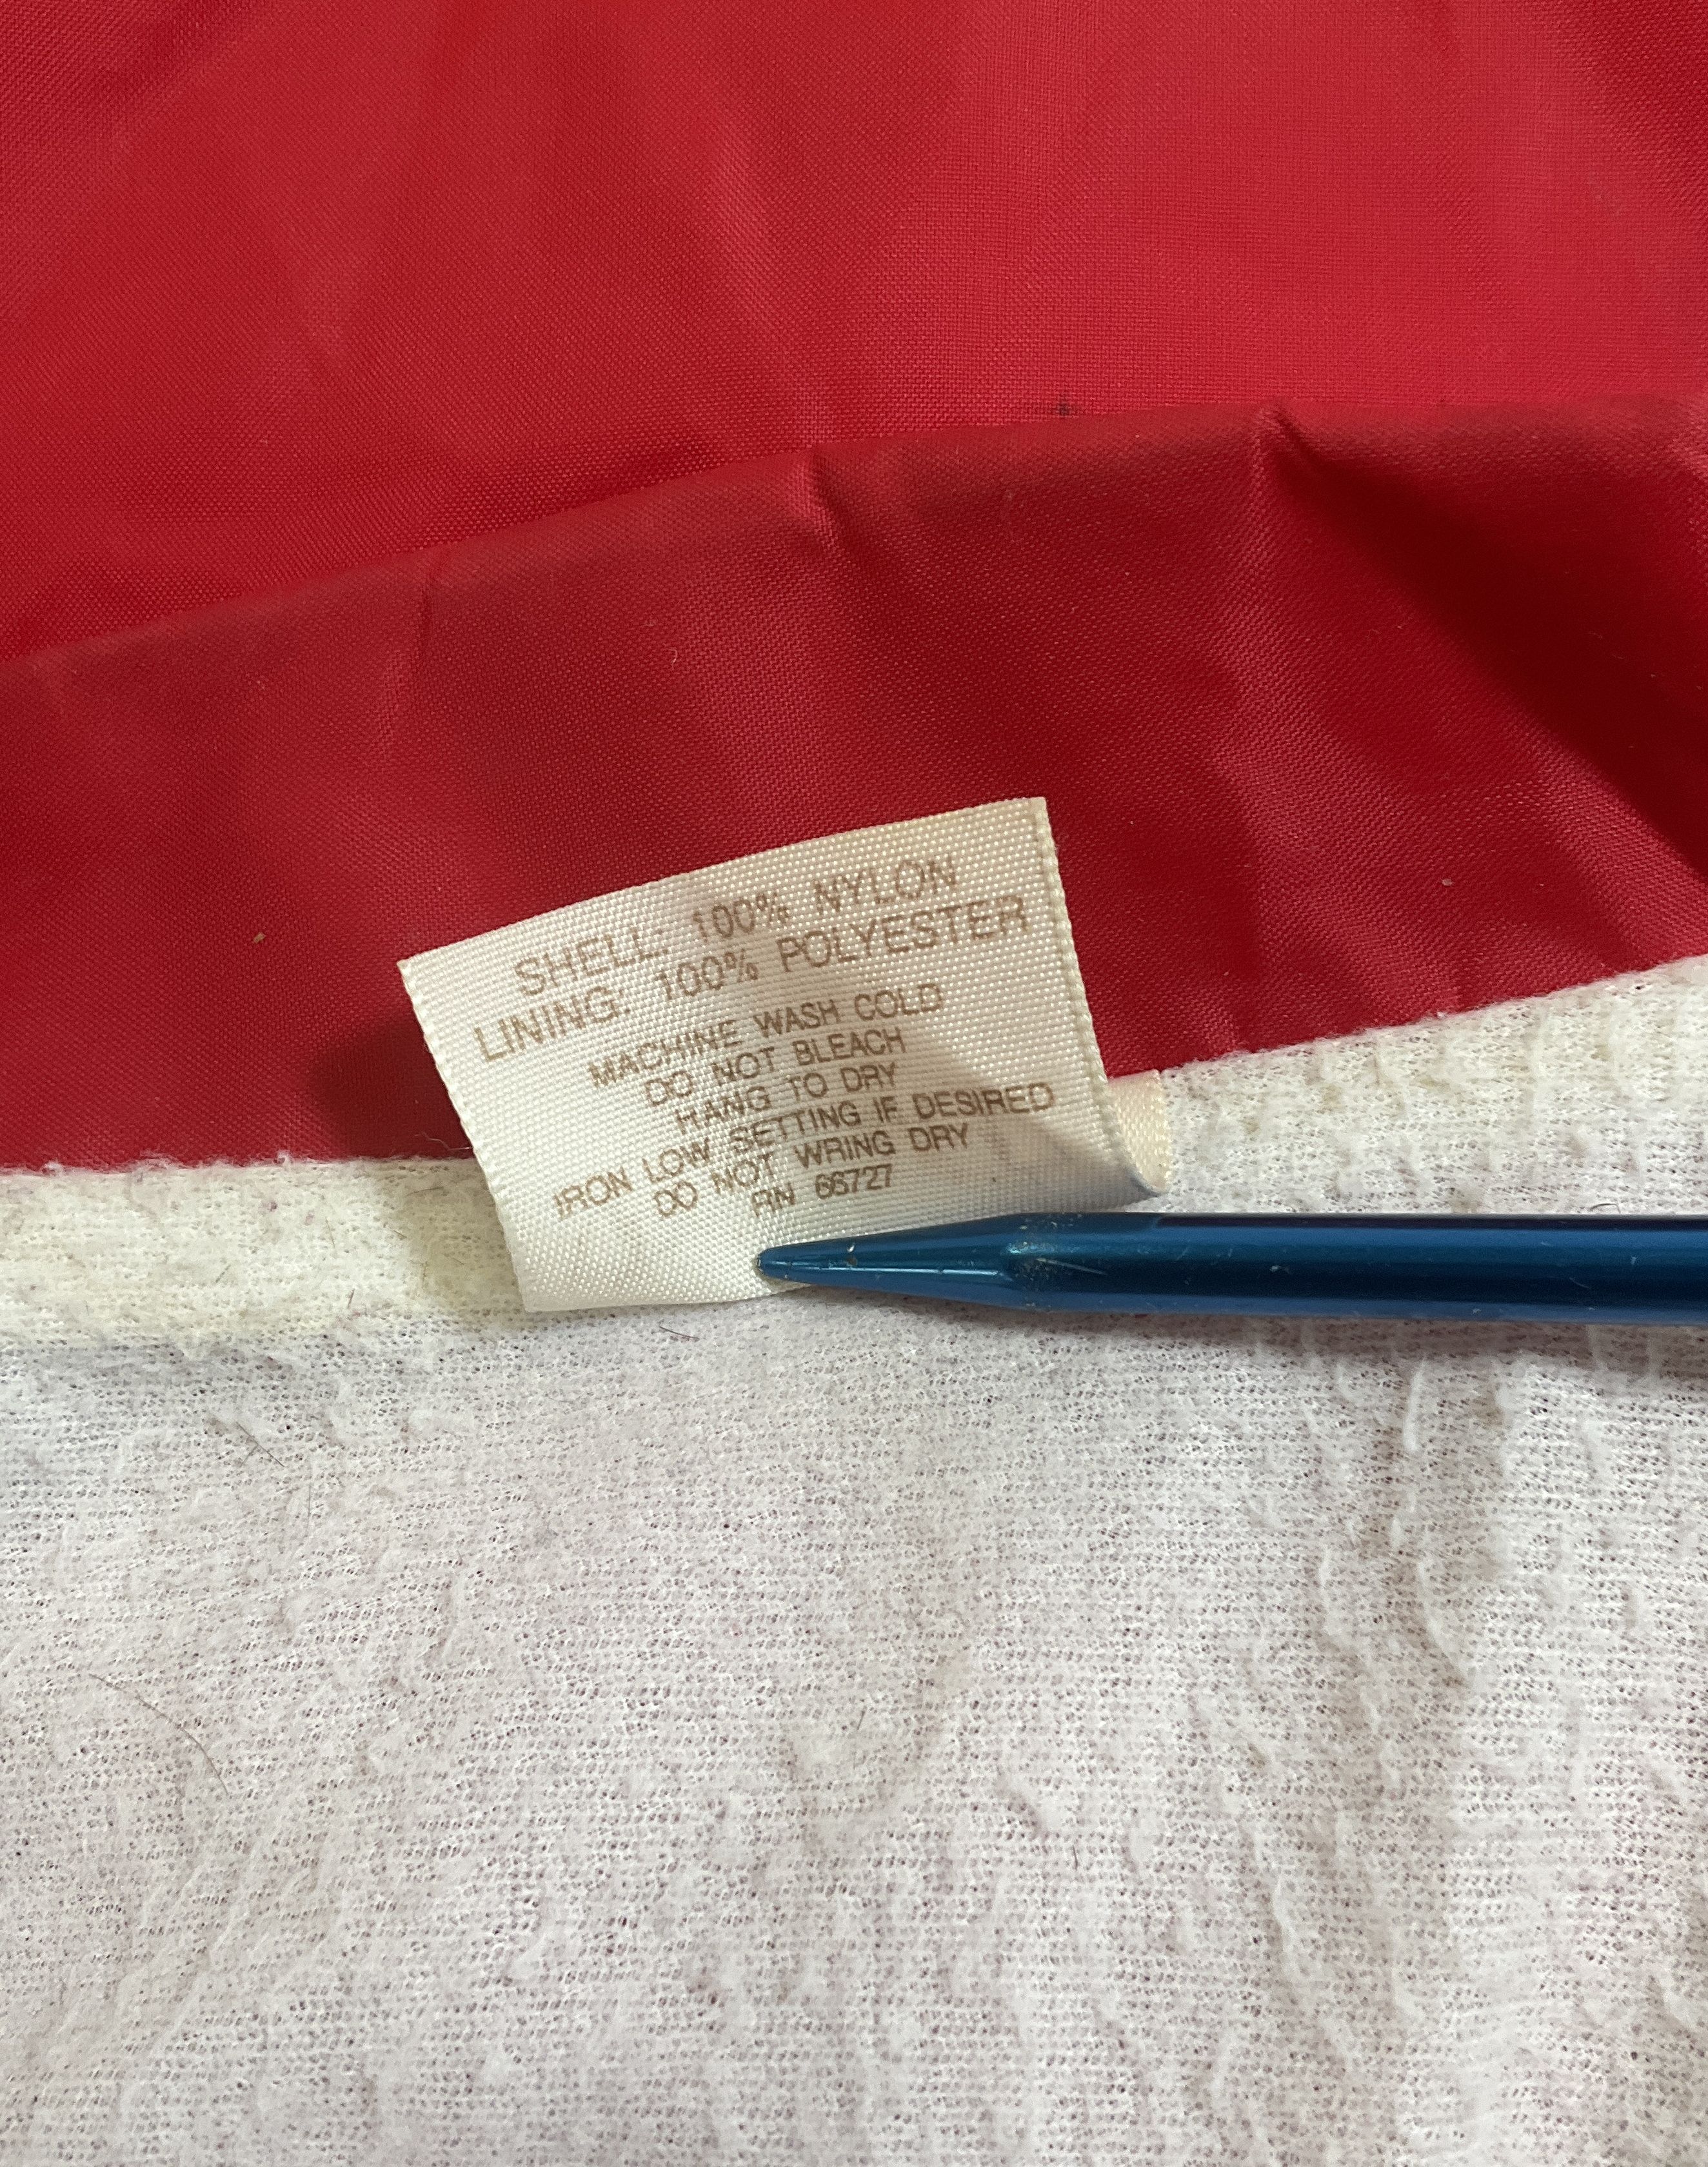 SHELL: 100% NYLON
LINING: 100% POLYESTER
MACHINE WASH COLD
DO NOT BLEACH
HANG TO DRY
IRON LOW SETTING IF DESIRED
DO NOT WRING DRY
RN 66727